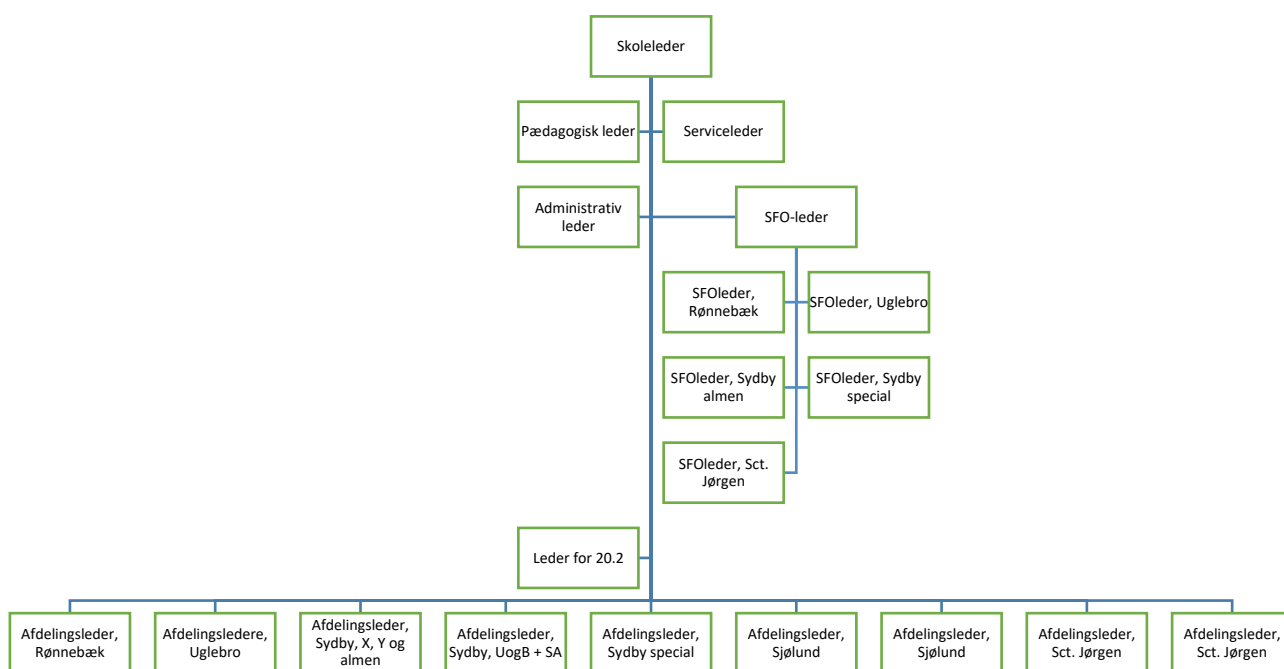 Skoleleder
Pædagogisk leder
Serviceleder
Administrativ
leder
SFO-leder
SFOleder,
Rønnebæk
SFOleder, Uglebro
SFOleder, Sydby
almen
SFOleder, Sydby
special
SFOleder, Sct.
Jørgen
Leder for 20.2
Afdelingsleder,
Rønnebæk
Afdelingsledere,
Uglebro
Afdelingsleder,
Sydby, X, Y og
almen
Afdelingsleder,
Sydby, UogB + SA
Afdelingsleder,
Sydby special
Afdelingsleder,
Sjølund
Afdelingsleder,
Sjølund
Afdelingsleder,
Sct. Jørgen
Afdelingsleder,
Sct. Jørgen